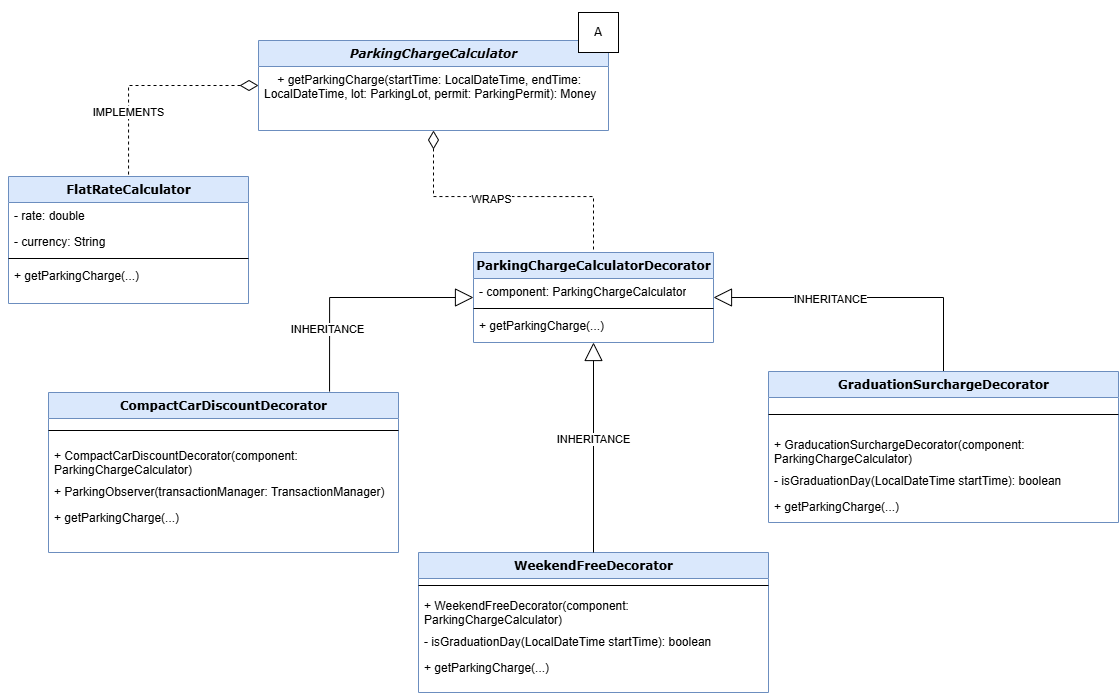 A
ParkingChargeCalculator
+ getParkingCharge(startTime: LocalDateTime, endTime:
LocalDateTime, lot: ParkingLot, permit: ParkingPermit): Money
IMPLEMENTS
FlatRateCalculator
- rate: double
- currency: String
+ getParkingCharge(...)
WRAPS
ParkingChargeCalculatorDecorator
- component: ParkingChargeCalculator
+ getParkingCharge(...)
INHERITANCE
INHERITANCE
INHERITANCE
CompactCarDiscountDecorator
+ CompactCarDiscountDecorator(component:
ParkingChargeCalculator)
+ ParkingObserver(transactionManager: TransactionManager)
+ getParkingCharge(...)
GraduationSurchargeDecorator
+ GraducationSurchargeDecorator(component:
ParkingChargeCalculator)
- isGraduationDay(LocalDateTime startTime): boolean
+ getParkingCharge(...)
WeekendFreeDecorator
+ WeekendFreeDecorator(component:
ParkingChargeCalculator)
- isGraduationDay(LocalDateTime startTime): boolean
+ getParkingCharge(...)